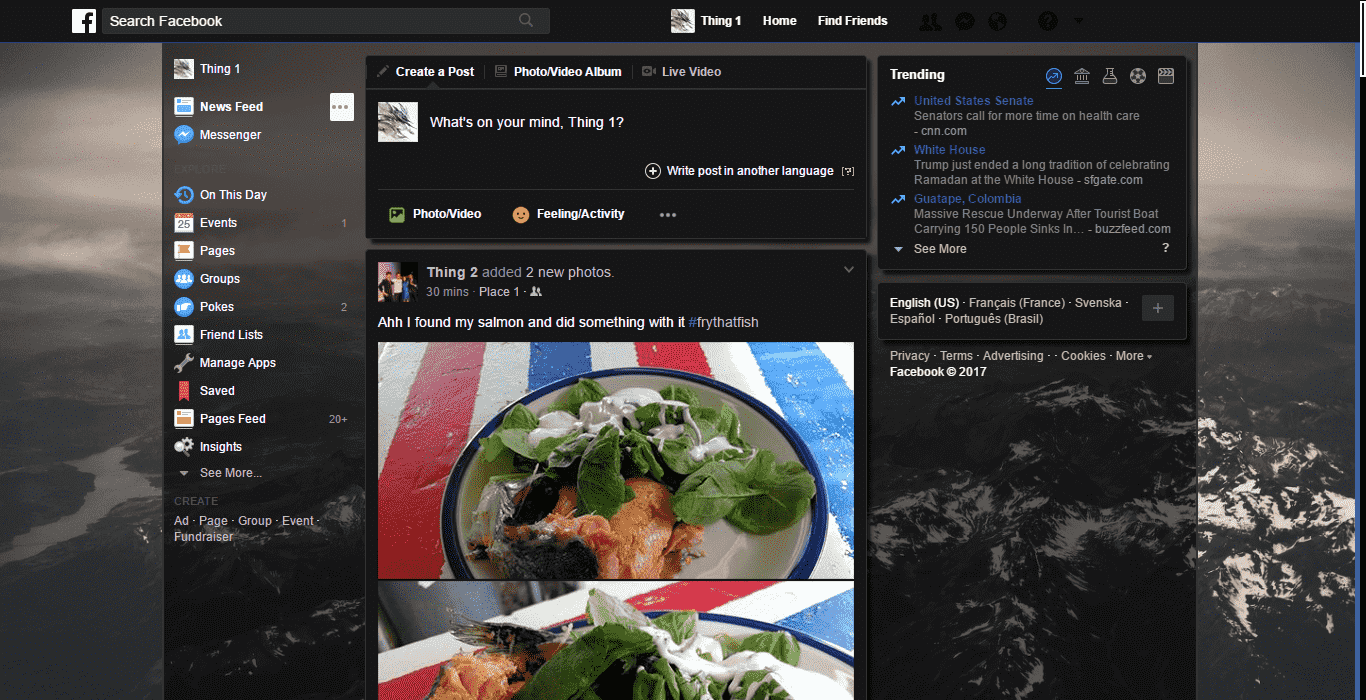 Search Facebook
Thing 1
Home
Find Friends
Thing 1
News Feed
Messenger
EXPLORE
On This Day
25
Events 1
Pages
Groups
Pokes 2
Friend Lists
Manage Apps
Saved
Pages Feed 20+
Insights
See More...
CREATE
Ad · Page · Group · Event ·
Fundraiser
Create a Post
Photo/Video Album
Live Video
What's on your mind, Thing 1?
Write post in another language [?]
Photo/Video
Feeling/Activity
Thing 2 added 2 new photos.
30 mins · Place 1 ·
Ahh I found my salmon and did something with it #frythatfish
Trending
United States Senate
Senators call for more time on health care
- cnn.com
White House
Trump just ended a long tradition of celebrating
Ramadan at the White House - sfgate.com
Guatape, Colombia
Massive Rescue Underway After Tourist Boat
Carrying 150 People Sinks In... - buzzfeed.com
See More ?
English (US) · Français (France) · Svenska ·
Español · Português (Brasil)
Privacy · Terms · Advertising · · Cookies · More
Facebook © 2017